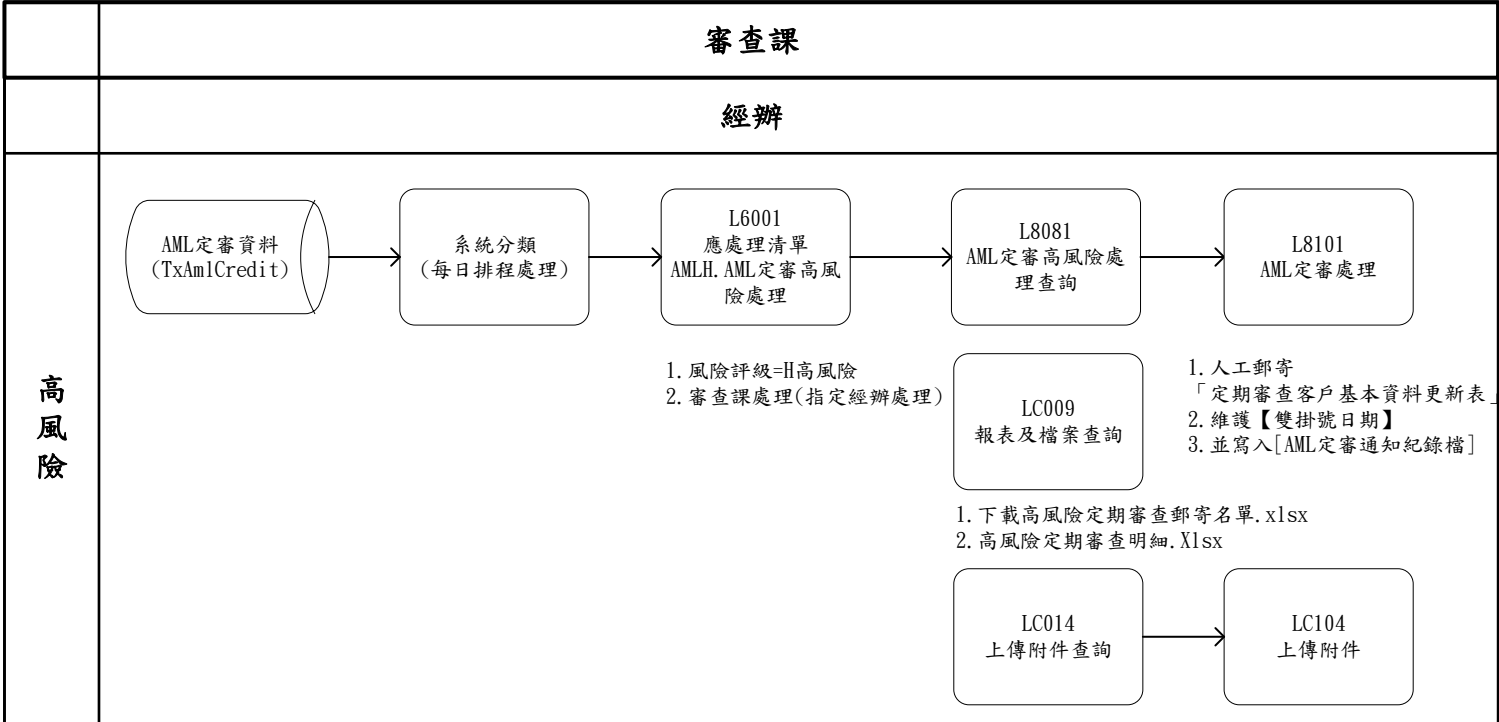 審查課
經辦
高
風
險
AML定審資料
(TxAmlCredit)
系統分類
(每日排程處理)
L6001
應處理清單
AMLH.AML定審高風
險處理
L8081
AML定審高風險處
理查詢
L8101
AML定審處理
1.風險評級=H高風險
2.審查課處理(指定經辦處理)
LC009
報表及檔案查詢
1.人工郵寄
「定期審查客戶基本資料更新表」
2.維護【雙掛號日期】
3.並寫入[AML定審通知紀錄檔]
1.下載高風險定期審查郵寄名單.xlsx
2.高風險定期審查明細.Xlsx
LC014
上傳附件查詢
LC104
上傳附件